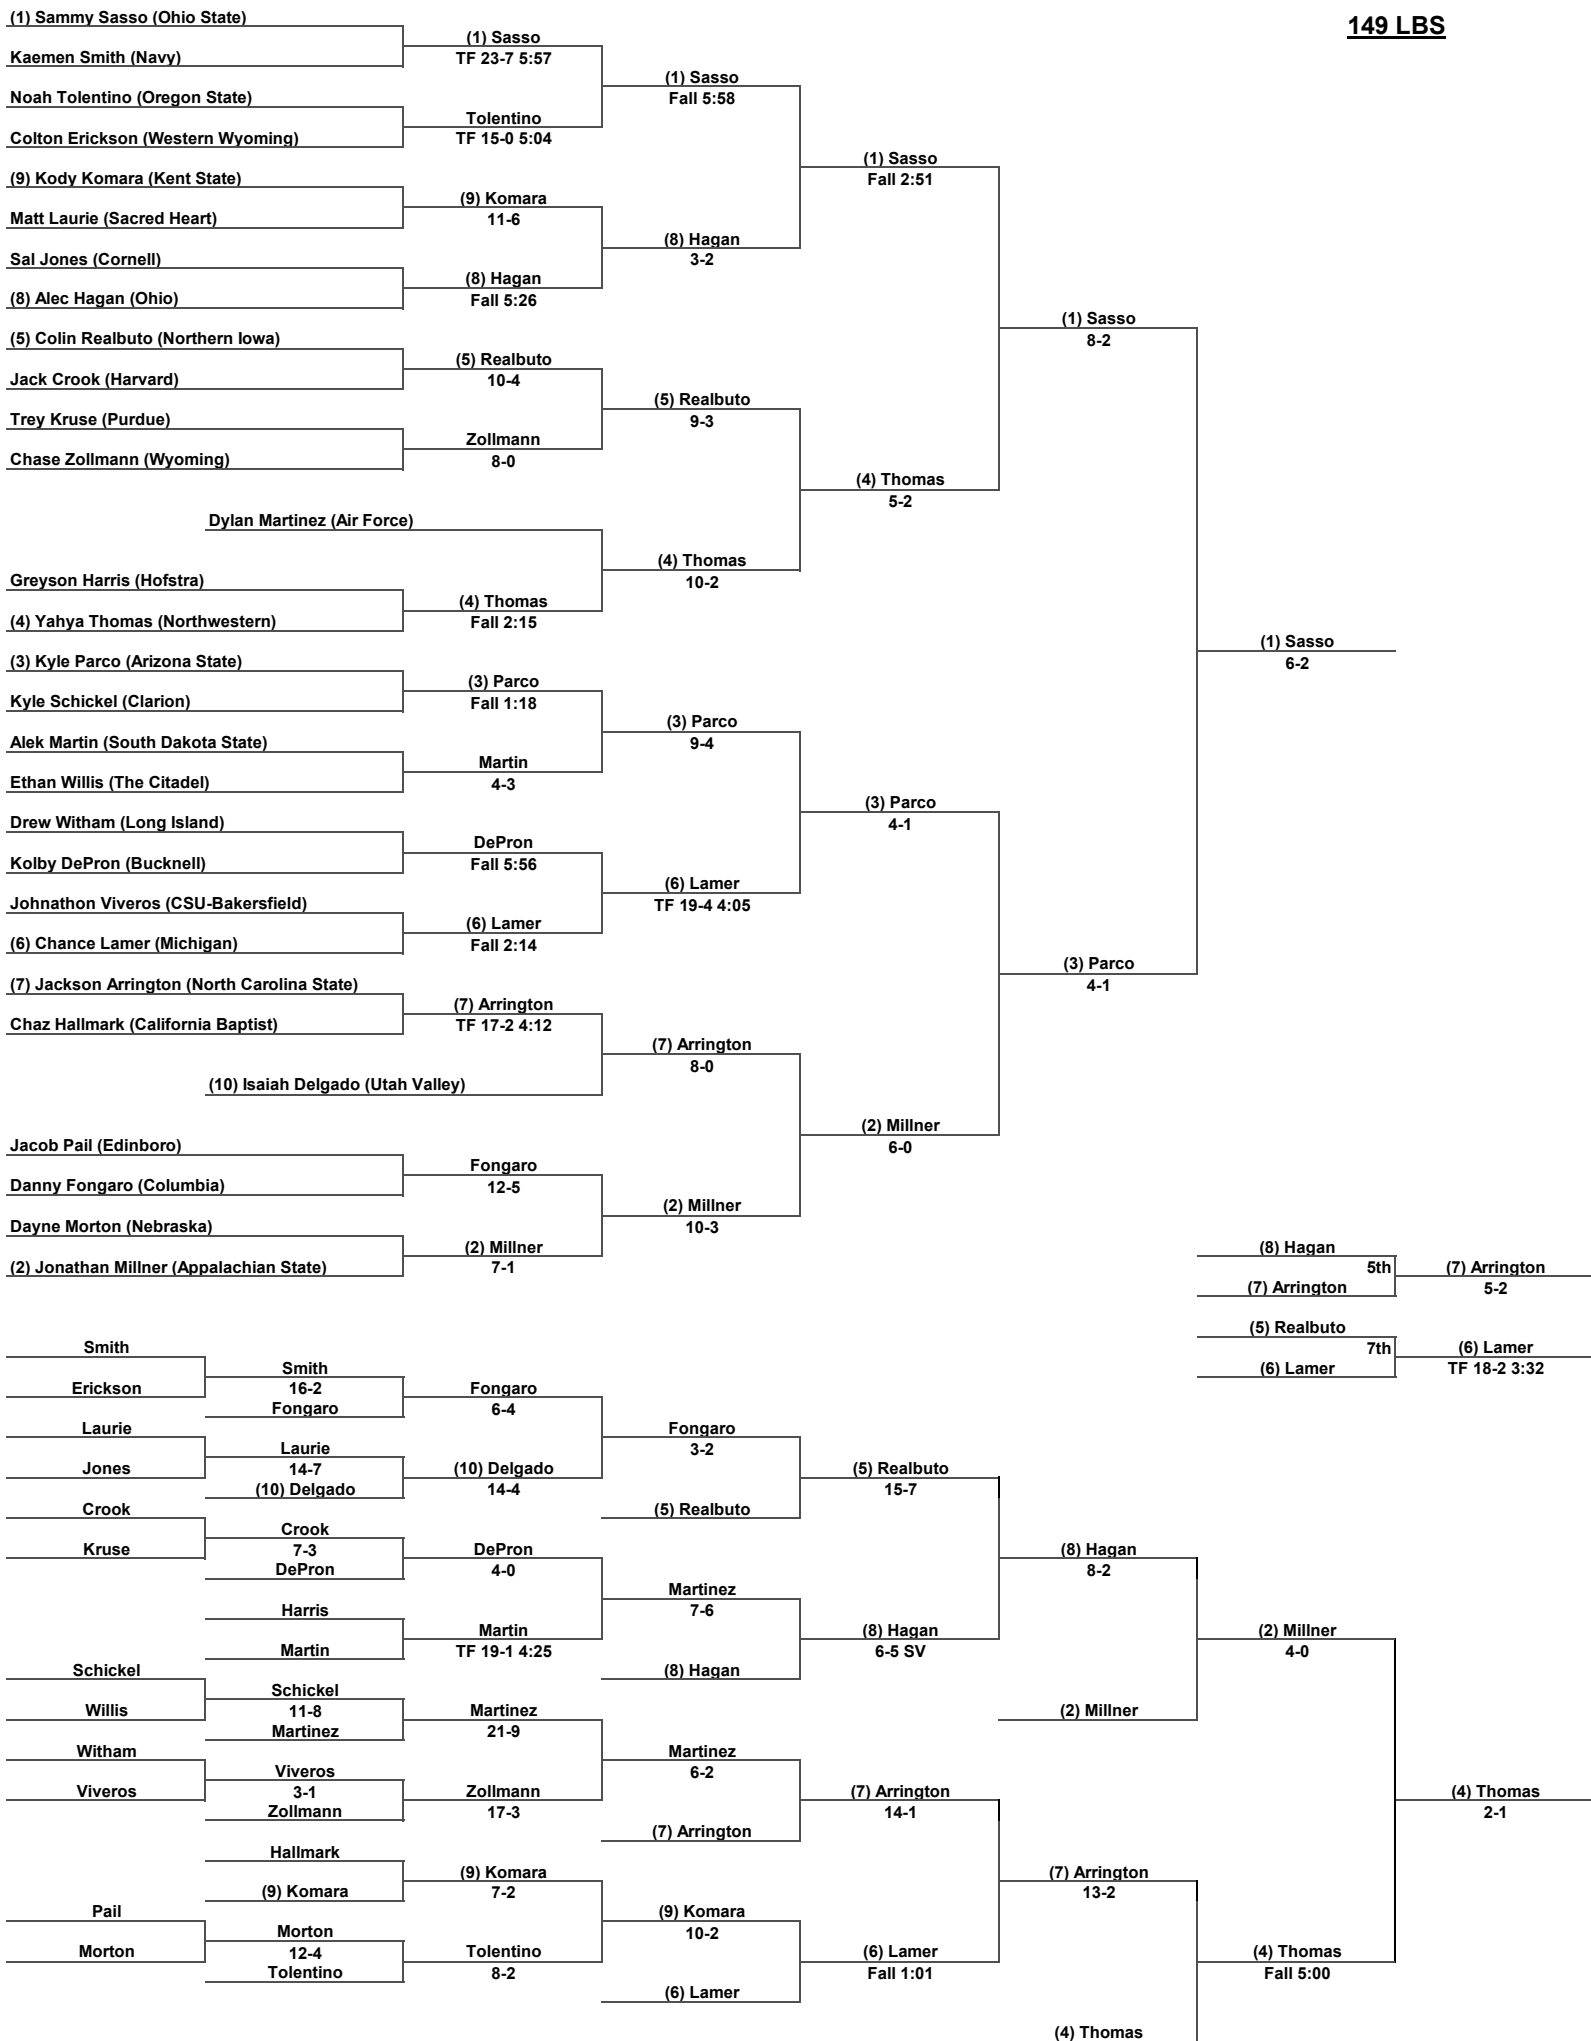 149 LBS
(1) Sammy Sasso (Ohio State)
(1) Sasso
Kaemen Smith (Navy)
TF 23-7 5:57
(1) Sasso
Fall 5:58
Noah Tolentino (Oregon State)
Tolentino
Colton Erickson (Western Wyoming)
TF 15-0 5:04
(1) Sasso
Fall 2:51
(9) Kody Komara (Kent State)
(9) Komara
Matt Laurie (Sacred Heart)
11-6
(8) Hagan
3-2
Sal Jones (Cornell)
(8) Hagan
(8) Alec Hagan (Ohio)
Fall 5:26
(1) Sasso
8-2
(5) Colin Realbuto (Northern Iowa)
(5) Realbuto
Jack Crook (Harvard)
10-4
(5) Realbuto
9-3
Trey Kruse (Purdue)
Zollmann
Chase Zollmann (Wyoming)
8-0
(4) Thomas
5-2
Dylan Martinez (Air Force)
(4) Thomas
10-2
Greyson Harris (Hofstra)
(4) Thomas
(4) Yahya Thomas (Northwestern)
Fall 2:15
(1) Sasso
6-2
(3) Kyle Parco (Arizona State)
(3) Parco
Kyle Schickel (Clarion)
Fall 1:18
(3) Parco
9-4
Alek Martin (South Dakota State)
Martin
Ethan Willis (The Citadel)
4-3
(3) Parco
4-1
Drew Witham (Long Island)
DePron
Kolby DePron (Bucknell)
Fall 5:56
(6) Lamer
TF 19-4 4:05
Johnathon Viveros (CSU-Bakersfield)
(6) Lamer
(6) Chance Lamer (Michigan)
Fall 2:14
(3) Parco
4-1
(7) Jackson Arrington (North Carolina State)
(7) Arrington
Chaz Hallmark (California Baptist)
TF 17-2 4:12
(7) Arrington
8-0
(10) Isaiah Delgado (Utah Valley)
(2) Millner
6-0
Jacob Pail (Edinboro)
Fongaro
Danny Fongaro (Columbia)
12-5
(2) Millner
10-3
Dayne Morton (Nebraska)
(2) Millner
(2) Jonathan Millner (Appalachian State)
7-1
(8) Hagan
5th
(7) Arrington
(7) Arrington
5-2
(5) Realbuto
7th
(6) Lamer
(6) Lamer
TF 18-2 3:32
Smith
Smith
Erickson
16-2
Fongaro
Fongaro
6-4
Laurie
Laurie
Jones
14-7
(10) Delgado
(10) Delgado
14-4
Fongaro
3-2
(5) Realbuto
(5) Realbuto
15-7
Crook
Crook
Kruse
7-3
DePron
DePron
4-0
Harris
Martin
Martin
TF 19-1 4:25
Martinez
7-6
(8) Hagan
(8) Hagan
6-5 SV
(8) Hagan
8-2
(2) Millner
(2) Millner
4-0
Schickel
Schickel
Willis
11-8
Martinez
Martinez
21-9
Witham
Viveros
Viveros
3-1
Zollmann
Zollmann
17-3
Martinez
6-2
(7) Arrington
(7) Arrington
14-1
(4) Thomas
2-1
Hallmark
(9) Komara
(9) Komara
7-2
Pail
Morton
Morton
12-4
Tolentino
Tolentino
8-2
(9) Komara
10-2
(6) Lamer
(6) Lamer
Fall 1:01
(7) Arrington
13-2
(4) Thomas
(4) Thomas
Fall 5:00